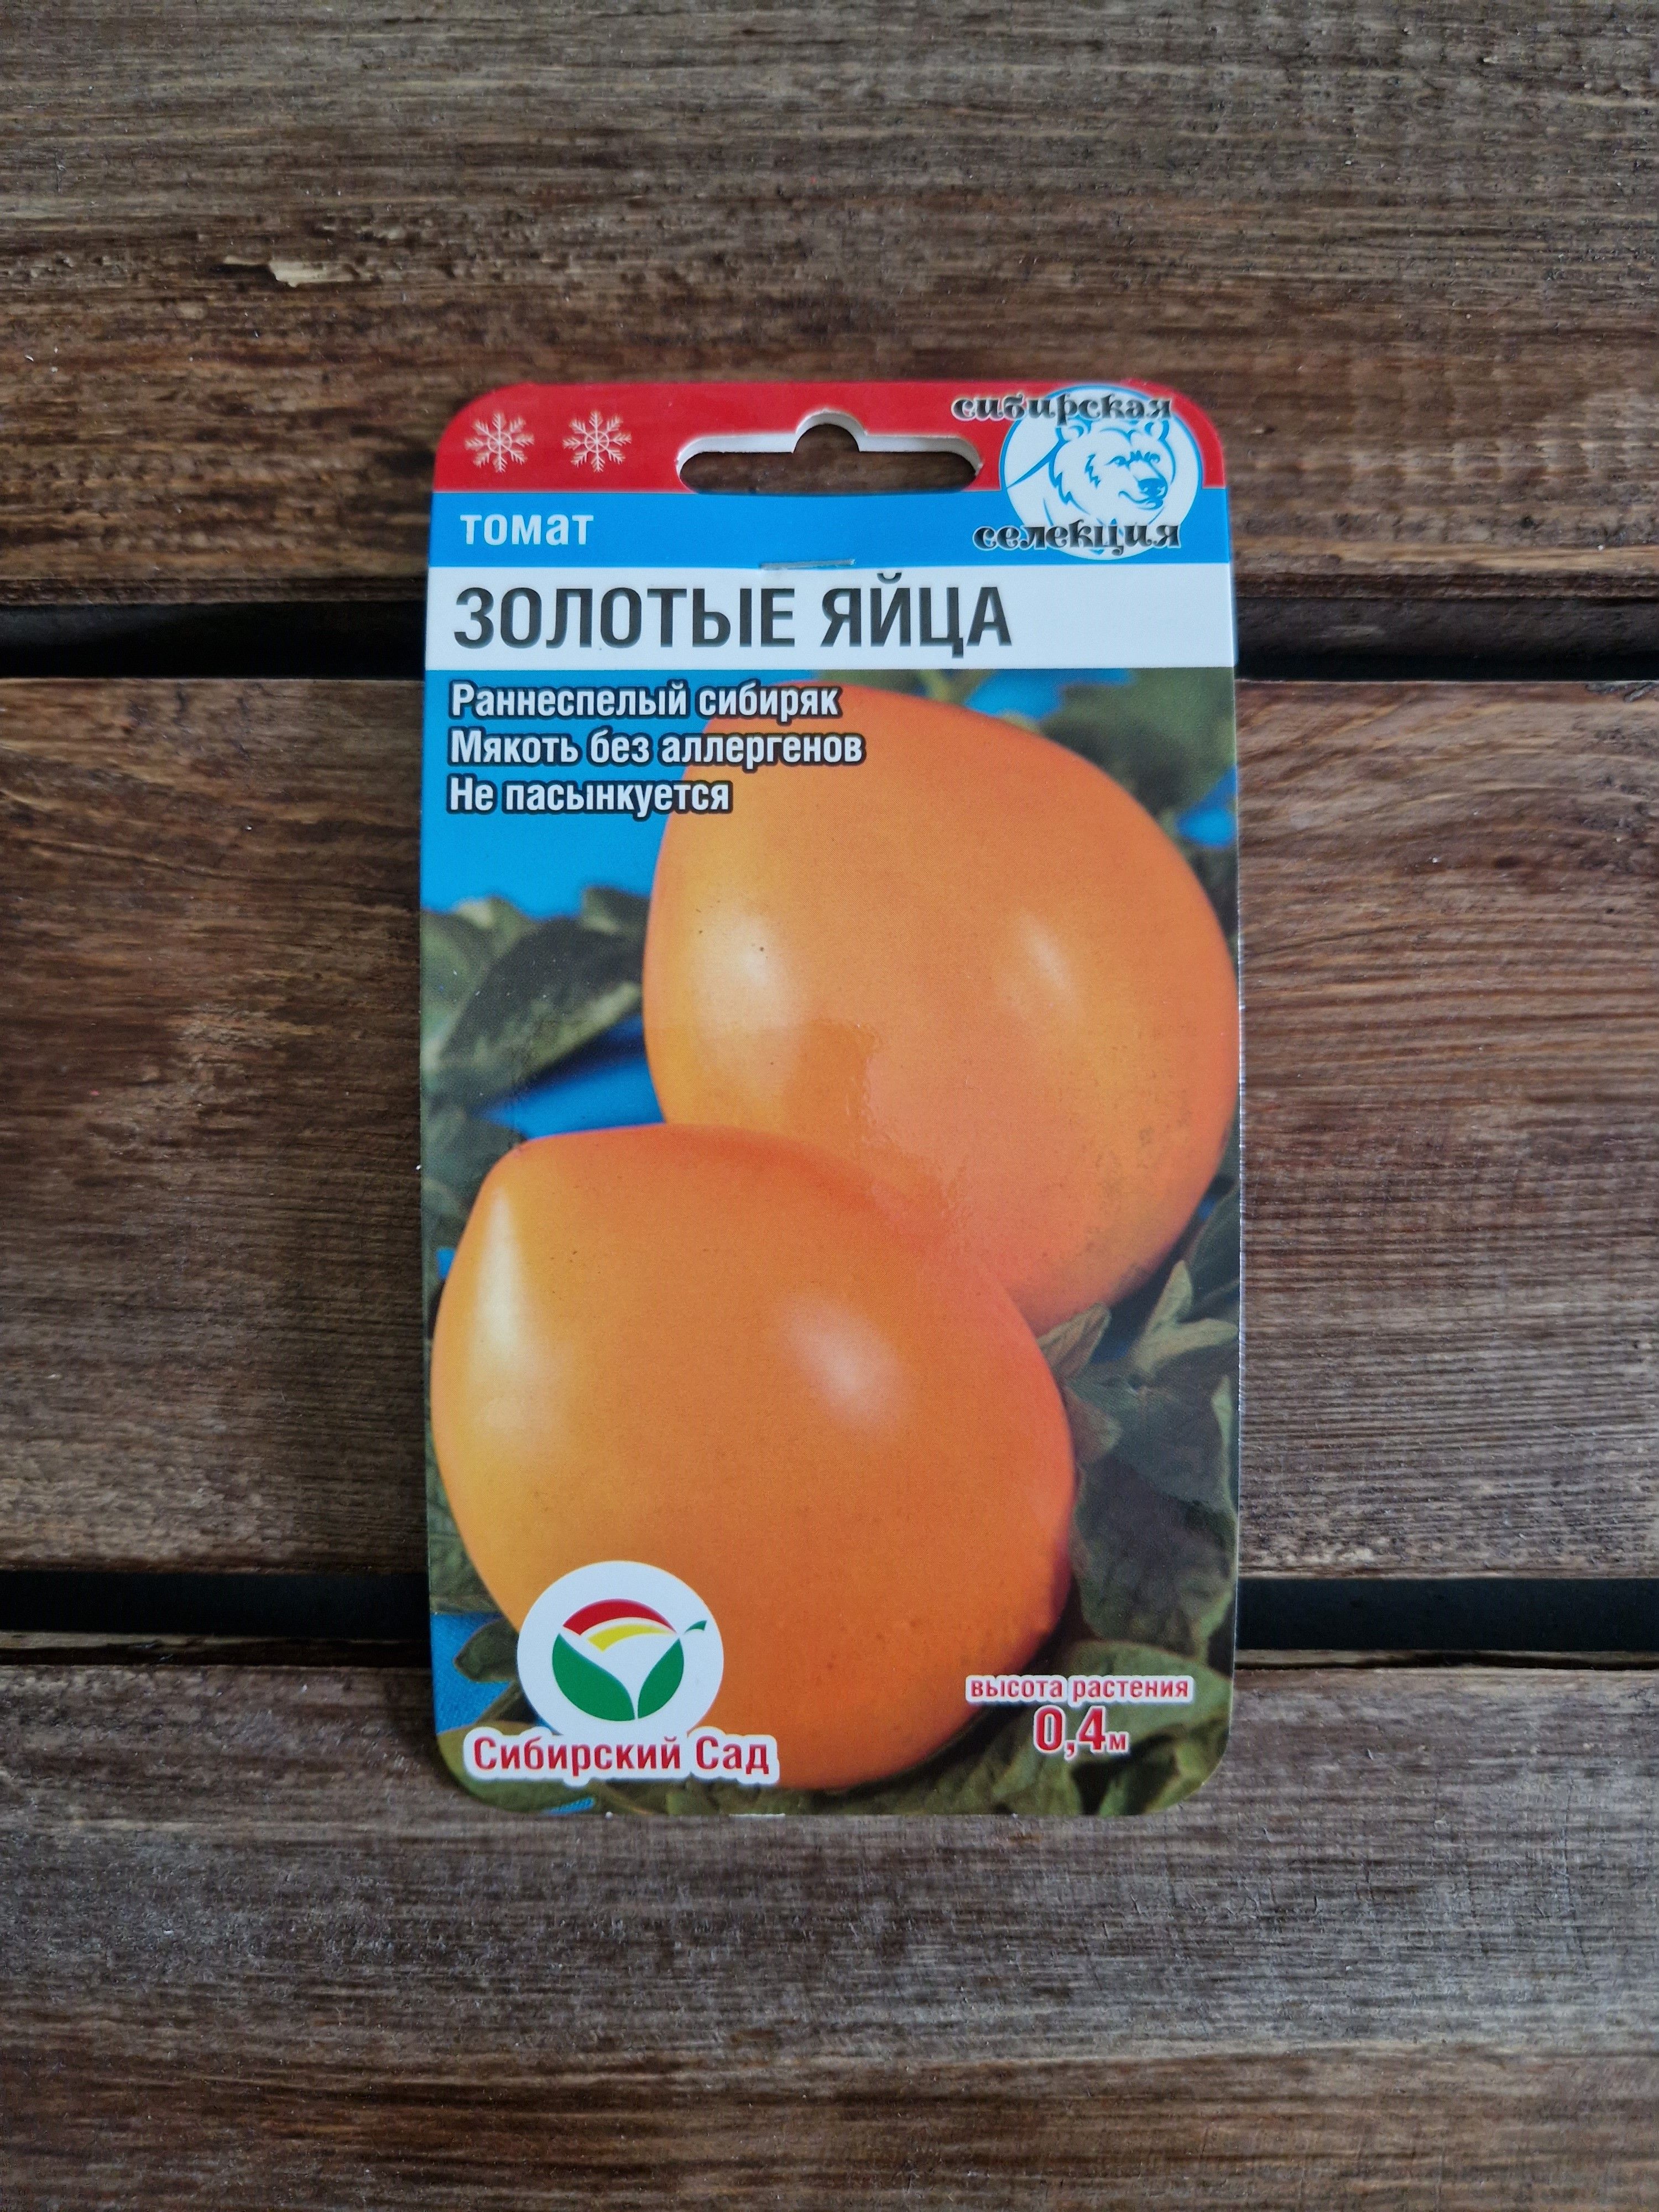 сибирская
селекция
томат
ЗОЛОТЫЕ ЯЙЦА
Раннеспелый сибиряк
Мякоть без аллергенов
Не пасынкуется
высота растения
0,4м
Сибирский Сад